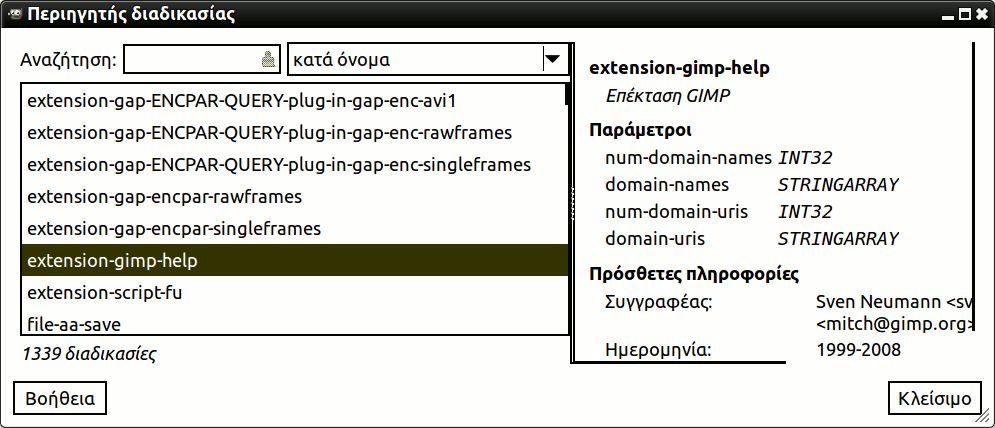 Περιηγητής διαδικασίας
Αναζήτηση:
κατά όνομα
extension-gap-ENCPAR-QUERY-plug-in-gap-enc-avi1
extension-gap-ENCPAR-QUERY-plug-in-gap-enc-rawframes
extension-gap-ENCPAR-QUERY-plug-in-gap-enc-singleframes
extension-gap-encpar-rawframes
extension-gap-encpar-singleframes
extension-gimp-help
extension-script-fu
file-aa-save
1339 διαδικασίες
extension-gimp-help
Επέκταση GIMP
Παράμετροι
num-domain-names INT32
domain-names STRINGARRAY
num-domain-uris INT32
domain-uris STRINGARRAY
Πρόσθετες πληροφορίες
Συγγραφέας: Sven Neumann <sv
<mitch@gimp.org>
Ημερομηνία: 1999-2008
Βοήθεια
Κλείσιμο